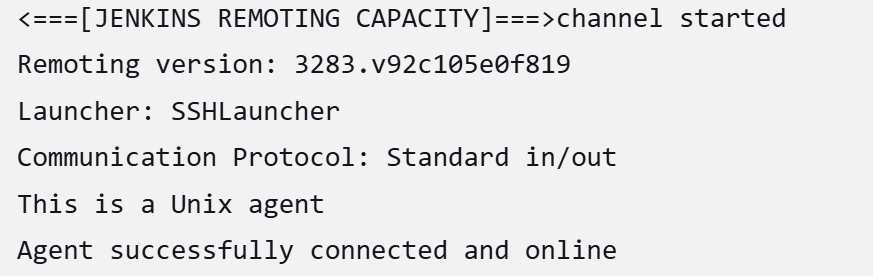 <===[JENKINS REMOTING CAPACITY]===>channel started
Remoting version: 3283.v92c105e0f819
Launcher: SSHLauncher
Communication Protocol: Standard in/out
This is a Unix agent
Agent successfully connected and online